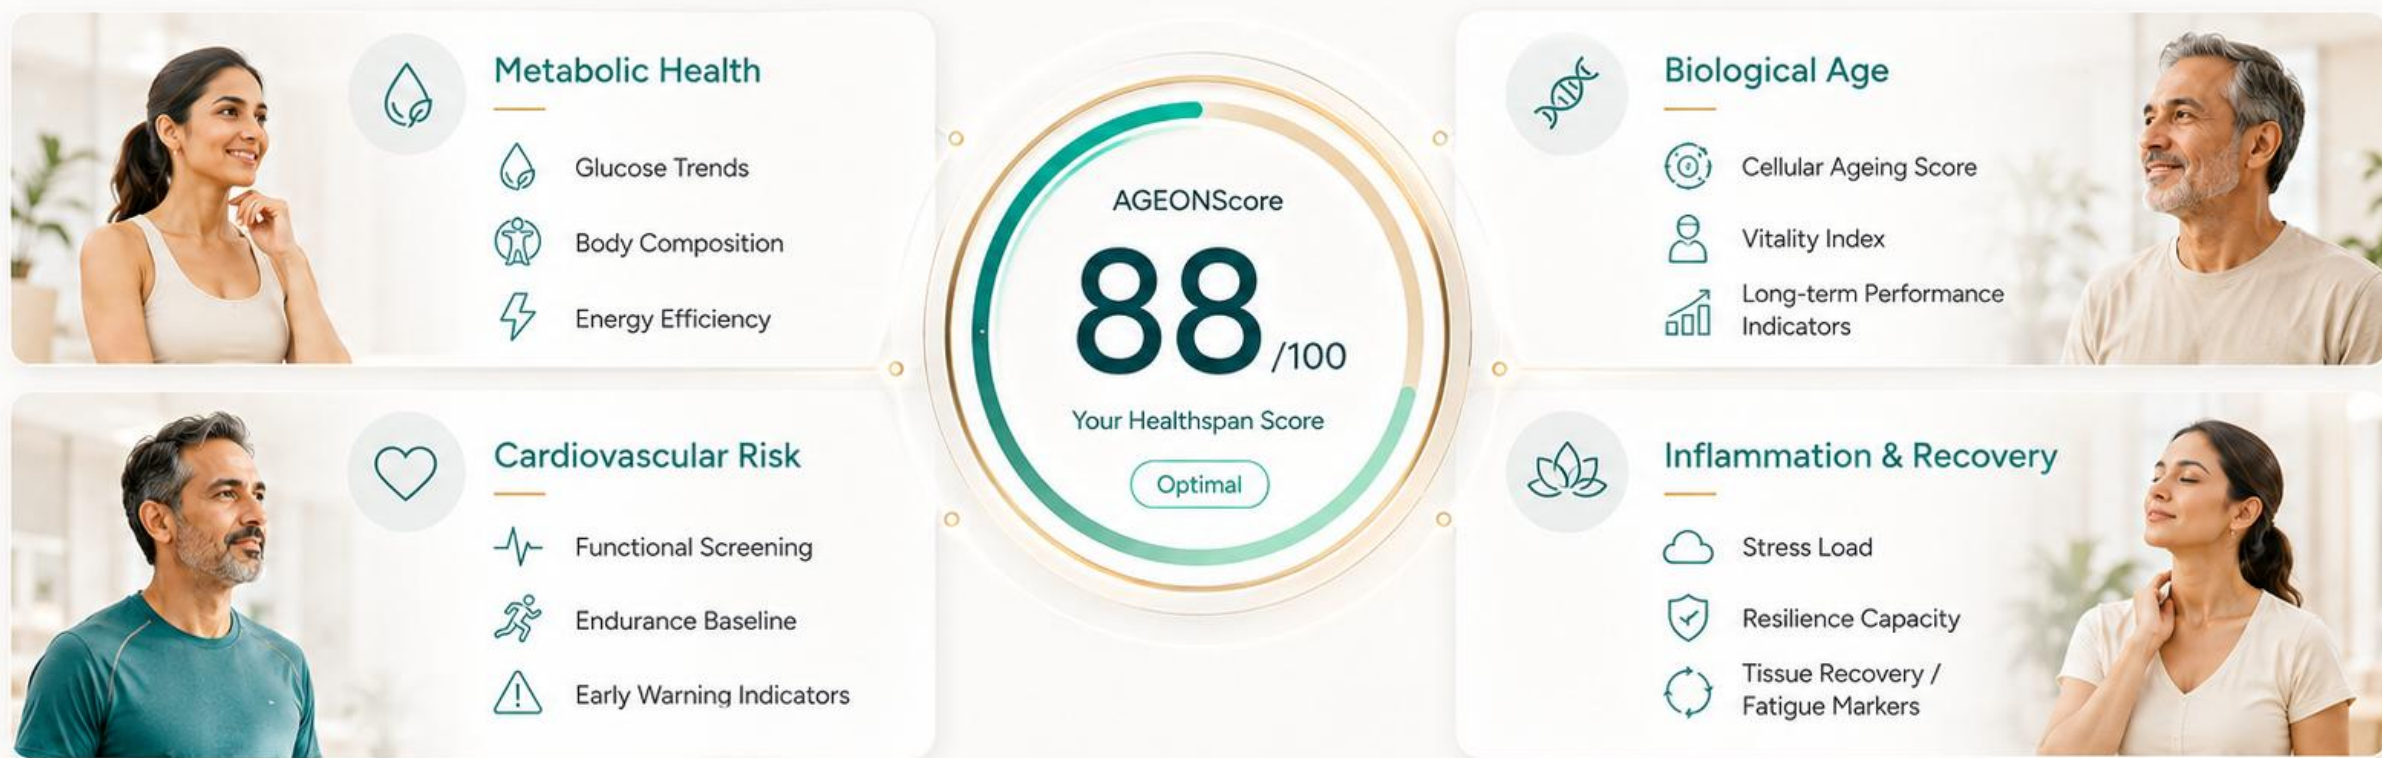 Metabolic Health
Glucose Trends
Body Composition
Energy Efficiency
Cardiovascular Risk
Functional Screening
Endurance Baseline
Early Warning Indicators
AGEONScore
88/100
Your Healthspan Score
Optimal
Biological Age
Cellular Ageing Score
Vitality Index
Long-term Performance
Indicators
Inflammation & Recovery
Stress Load
Resilience Capacity
Tissue Recovery /
Fatigue Markers